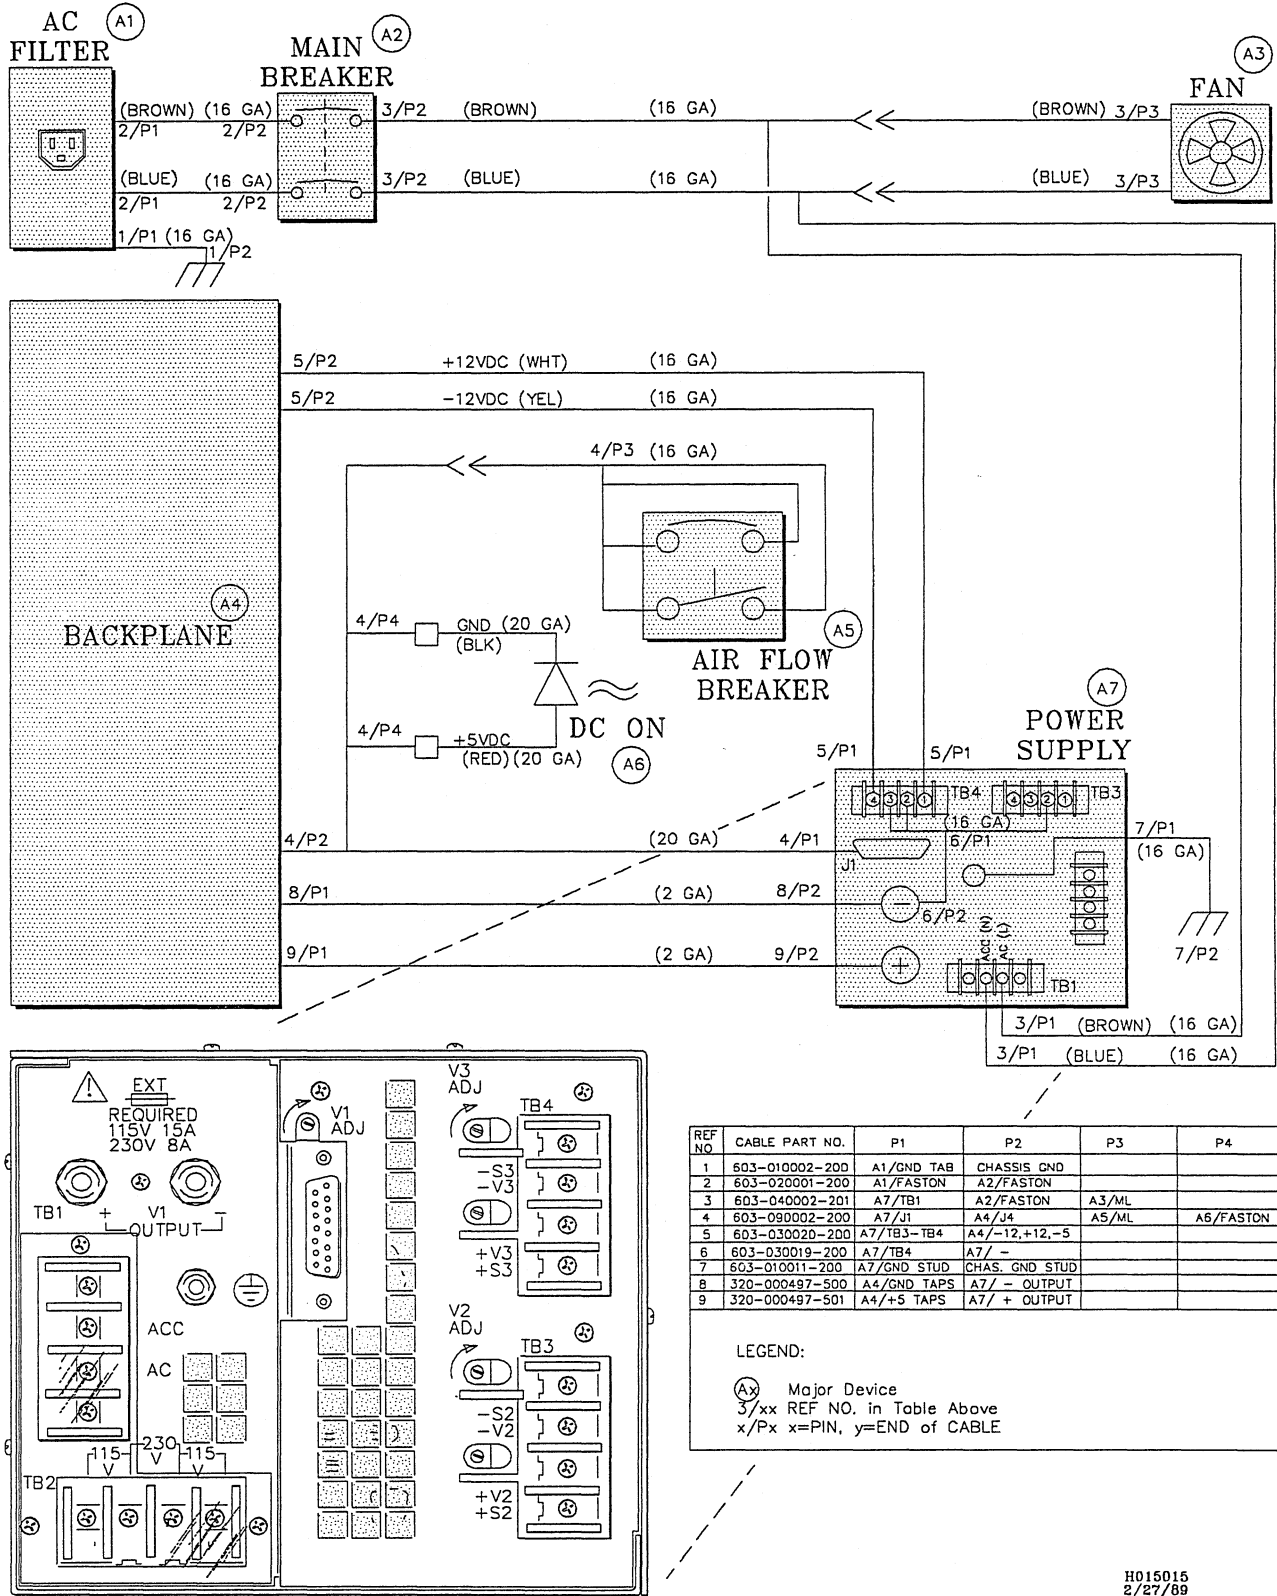 AC
FILTER
A1
MAIN
BREAKER
A2
A3
FAN
(BROWN) (16 GA)
2/P1 2/P2
3/P2 (BROWN) (16 GA)
(BROWN) 3/P3
(BLUE) (16 GA)
2/P1 2/P2
3/P2 (BLUE) (16 GA)
(BLUE) 3/P3
1/P1 (16 GA)
1/P2
5/P2 +12VDC (WHT) (16 GA)
5/P2 -12VDC (YEL) (16 GA)
4/P3 (16 GA)
A4
BACKPLANE
4/P4 GND (20 GA)
(BLK)
A5
AIR FLOW
BREAKER
4/P4 +5VDC
(RED) (20 GA)
DC ON
A6
A7
POWER
SUPPLY
5/P1 5/P1
4 3 2 1 TB4
4 3 2 1 TB3
(16 GA)
6/P1
7/P1
(16 GA)
4/P2 (20 GA) 4/P1
J1
8/P1 (2 GA) 8/P2
-
6/P2
7/P2
9/P1 (2 GA) 9/P2
+
ACC (N)
AC (L)
TB1
3/P1 (BROWN) (16 GA)
3/P1 (BLUE) (16 GA)
EXT
REQUIRED
115V 15A
230V 8A
TB1
+ V1 -
OUTPUT
ACC
AC
115
V
230
V
115
V
TB2
V1
ADJ
V3
ADJ
TB4
-S3
-V3
+V3
+S3
V2
ADJ
TB3
-S2
-V2
+V2
+S2
REF NO CABLE PART NO. P1 P2 P3 P4
1 603-010002-200 A1/GND TAB CHASSIS GND
2 603-020001-200 A1/FASTON A2/FASTON
3 603-040002-201 A7/TB1 A2/FASTON A3/ML
4 603-090002-200 A7/J1 A4/J4 A5/ML A6/FASTON
5 603-030020-200 A7/TB3-TB4 A4/-12,+12,-5
6 603-030019-200 A7/TB4 A7/ -
7 603-010011-200 A7/GND STUD CHAS. GND STUD
8 320-000497-500 A4/GND TAPS A7/ - OUTPUT
9 320-000497-501 A4/+5 TAPS A7/ + OUTPUT
LEGEND:
Ax Major Device
3/xx REF NO. in Table Above
x/Px x=PIN, y=END of CABLE
H015015
2/27/89